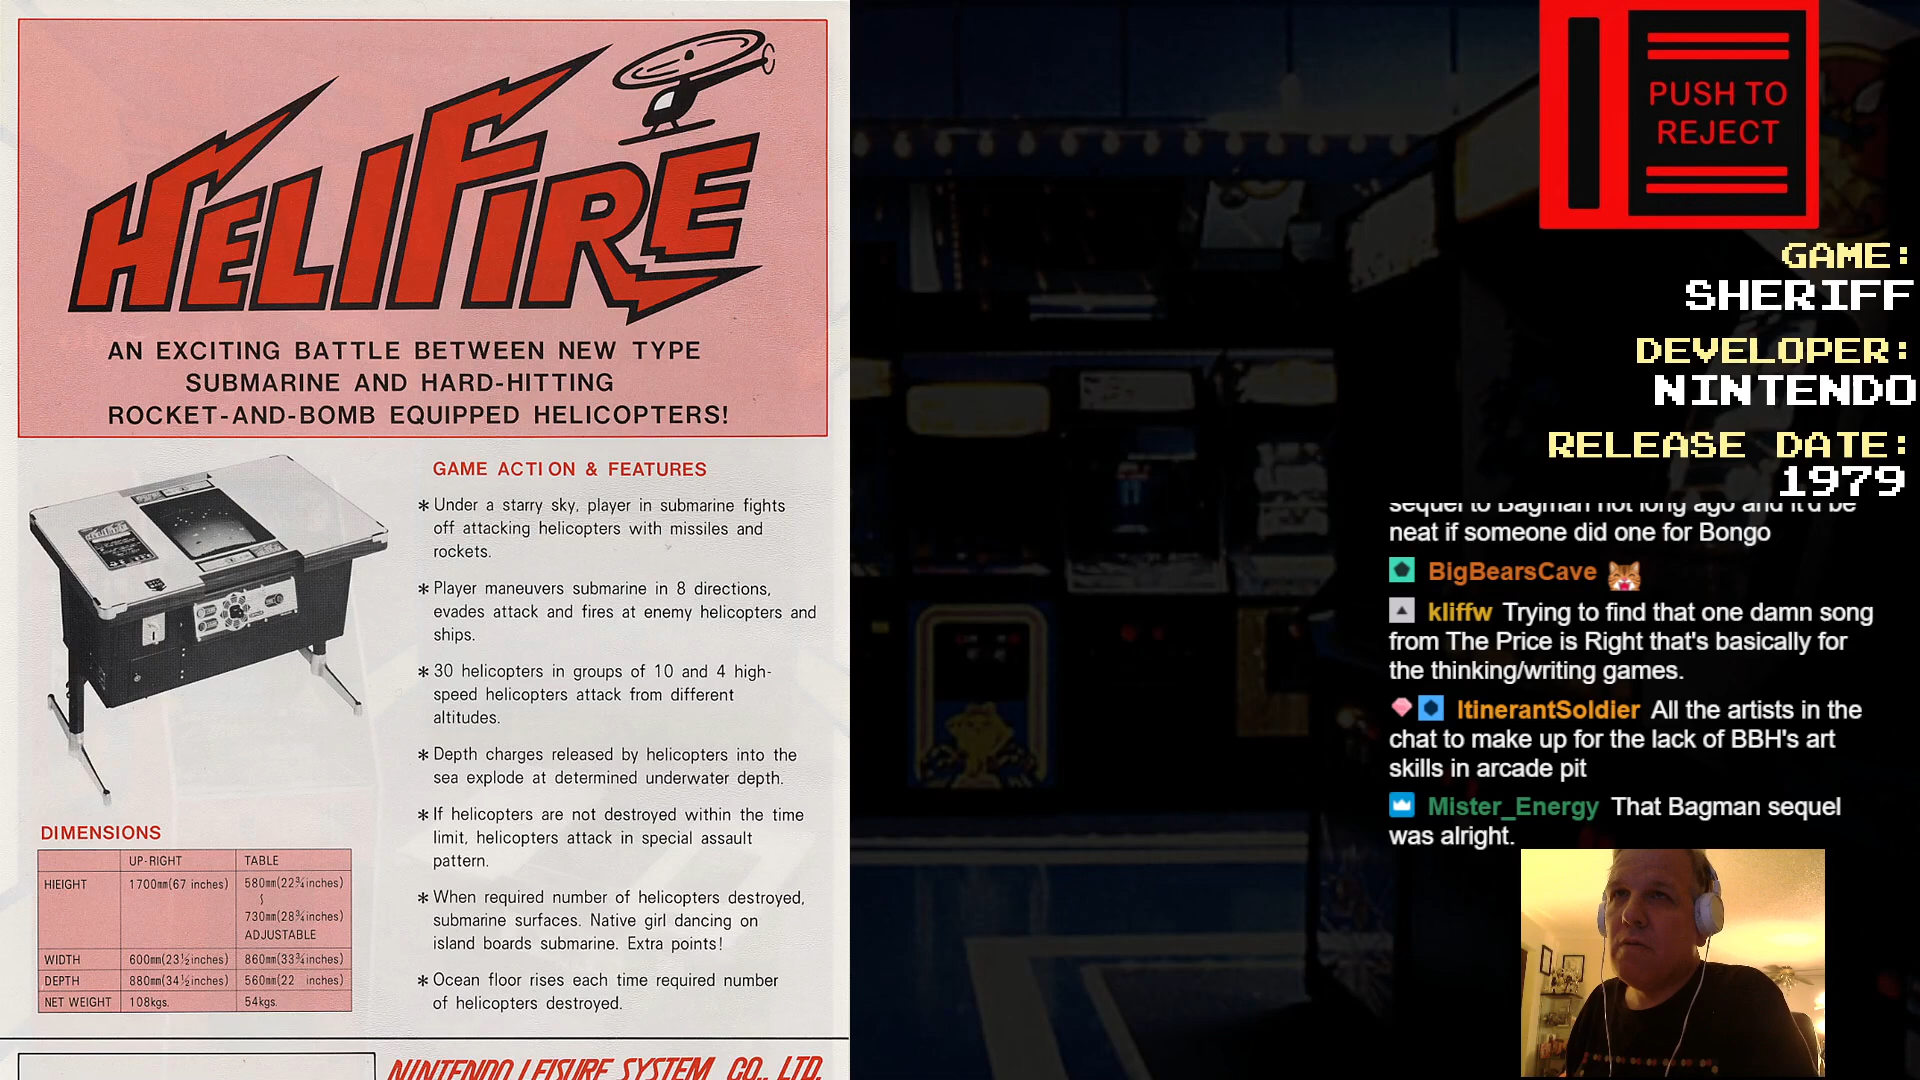 HELIFIRE
AN EXCITING BATTLE BETWEEN NEW TYPE
SUBMARINE AND HARD-HITTING
ROCKET-AND-BOMB EQUIPPED HELICOPTERS!
GAME ACTION & FEATURES
* Under a starry sky, player in submarine fights
off attacking helicopters with missiles and
rockets.
* Player maneuvers submarine in 8 directions,
evades attack and fires at enemy helicopters and
ships.
* 30 helicopters in groups of 10 and 4 high-
speed helicopters attack from different
altitudes.
* Depth charges released by helicopters into the
sea explode at determined underwater depth.
* If helicopters are not destroyed within the time
limit, helicopters attack in special assault
pattern.
* When required number of helicopters destroyed,
submarine surfaces. Native girl dancing on
island boards submarine. Extra points!
* Ocean floor rises each time required number
of helicopters destroyed.
DIMENSIONS
UP-RIGHT TABLE
HIEIGHT 1700mm(67 inches) 580mm(22¾inches)
730mm(28¾inches)
ADJUSTABLE
WIDTH 600mm(23½inches) 860mm(33¾inches)
DEPTH 880mm(34½inches) 560mm(22 inches)
NET WEIGHT 108kgs. 54kgs.
NINTENDO LEISURE SYSTEM CO., LTD.
PUSH TO
REJECT
GAME:
SHERIFF
DEVELOPER:
NINTENDO
RELEASE DATE:
1979
sequel to Bagman not long ago and it'd be
neat if someone did one for Bongo
BigBearsCave
kliffw Trying to find that one damn song
from The Price is Right that's basically for
the thinking/writing games.
ItinerantSoldier All the artists in the
chat to make up for the lack of BBH's art
skills in arcade pit
Mister_Energy That Bagman sequel
was alright.